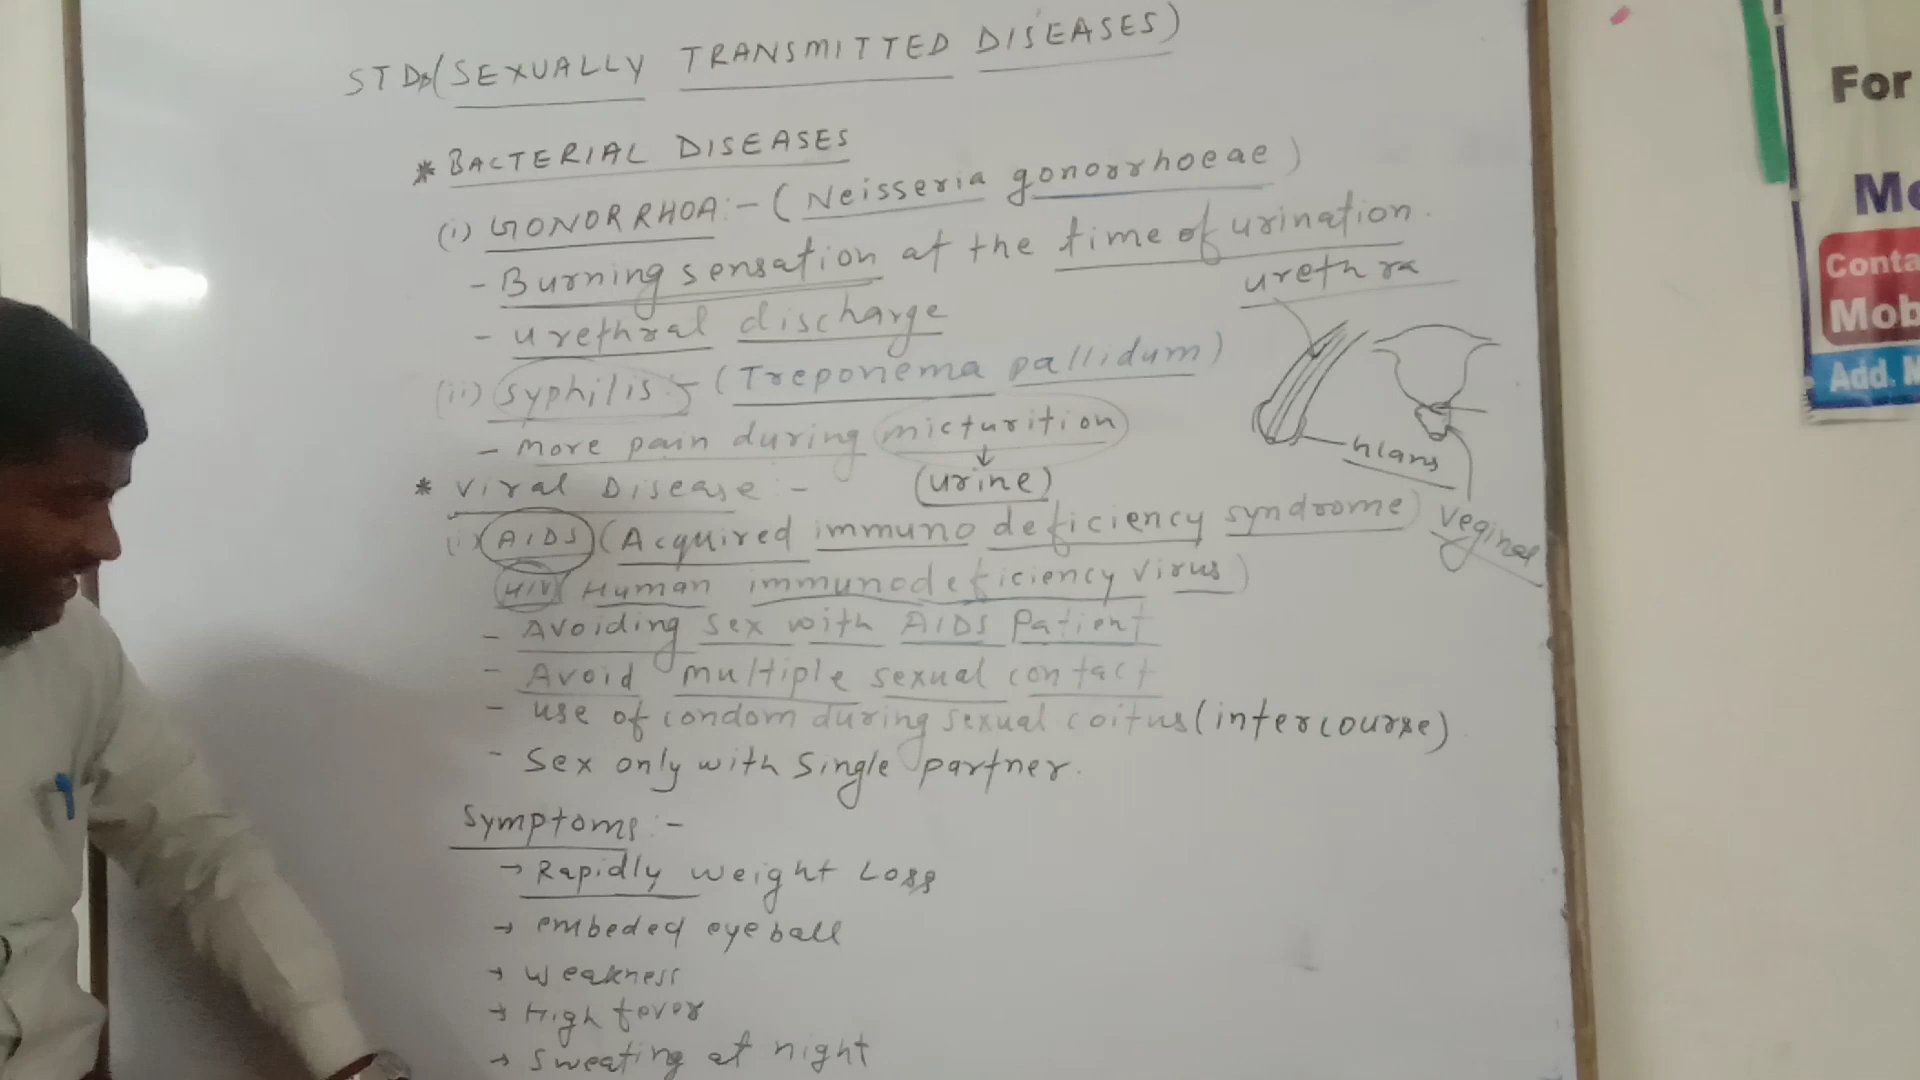 STDs (SEXUALLY TRANSMITTED DISEASES)
* BACTERIAL DISEASES
(i) GONORRHOA :- (Neisseria gonorrhoeae)
- Burning sensation at the time of urination.
- urethral discharge
urethra
(ii) syphilis :- (Treponema pallidum)
- more pain during micturition
(urine)
hlans
veginal
* Viral Disease :-
(i) AIDS (Acquired immuno deficiency syndrome)
(HIV Human immunodeficiency virus)
- Avoiding sex with AIDS Patient
- Avoid multiple sexual contact
- use of condom during sexual coitus (intercourse)
- Sex only with single partner.
Symptoms :-
→ Rapidly weight Loss
→ embeded eyeball
→ weakness
→ High fever
→ Sweating at night
For
Conta
Mob
Add.